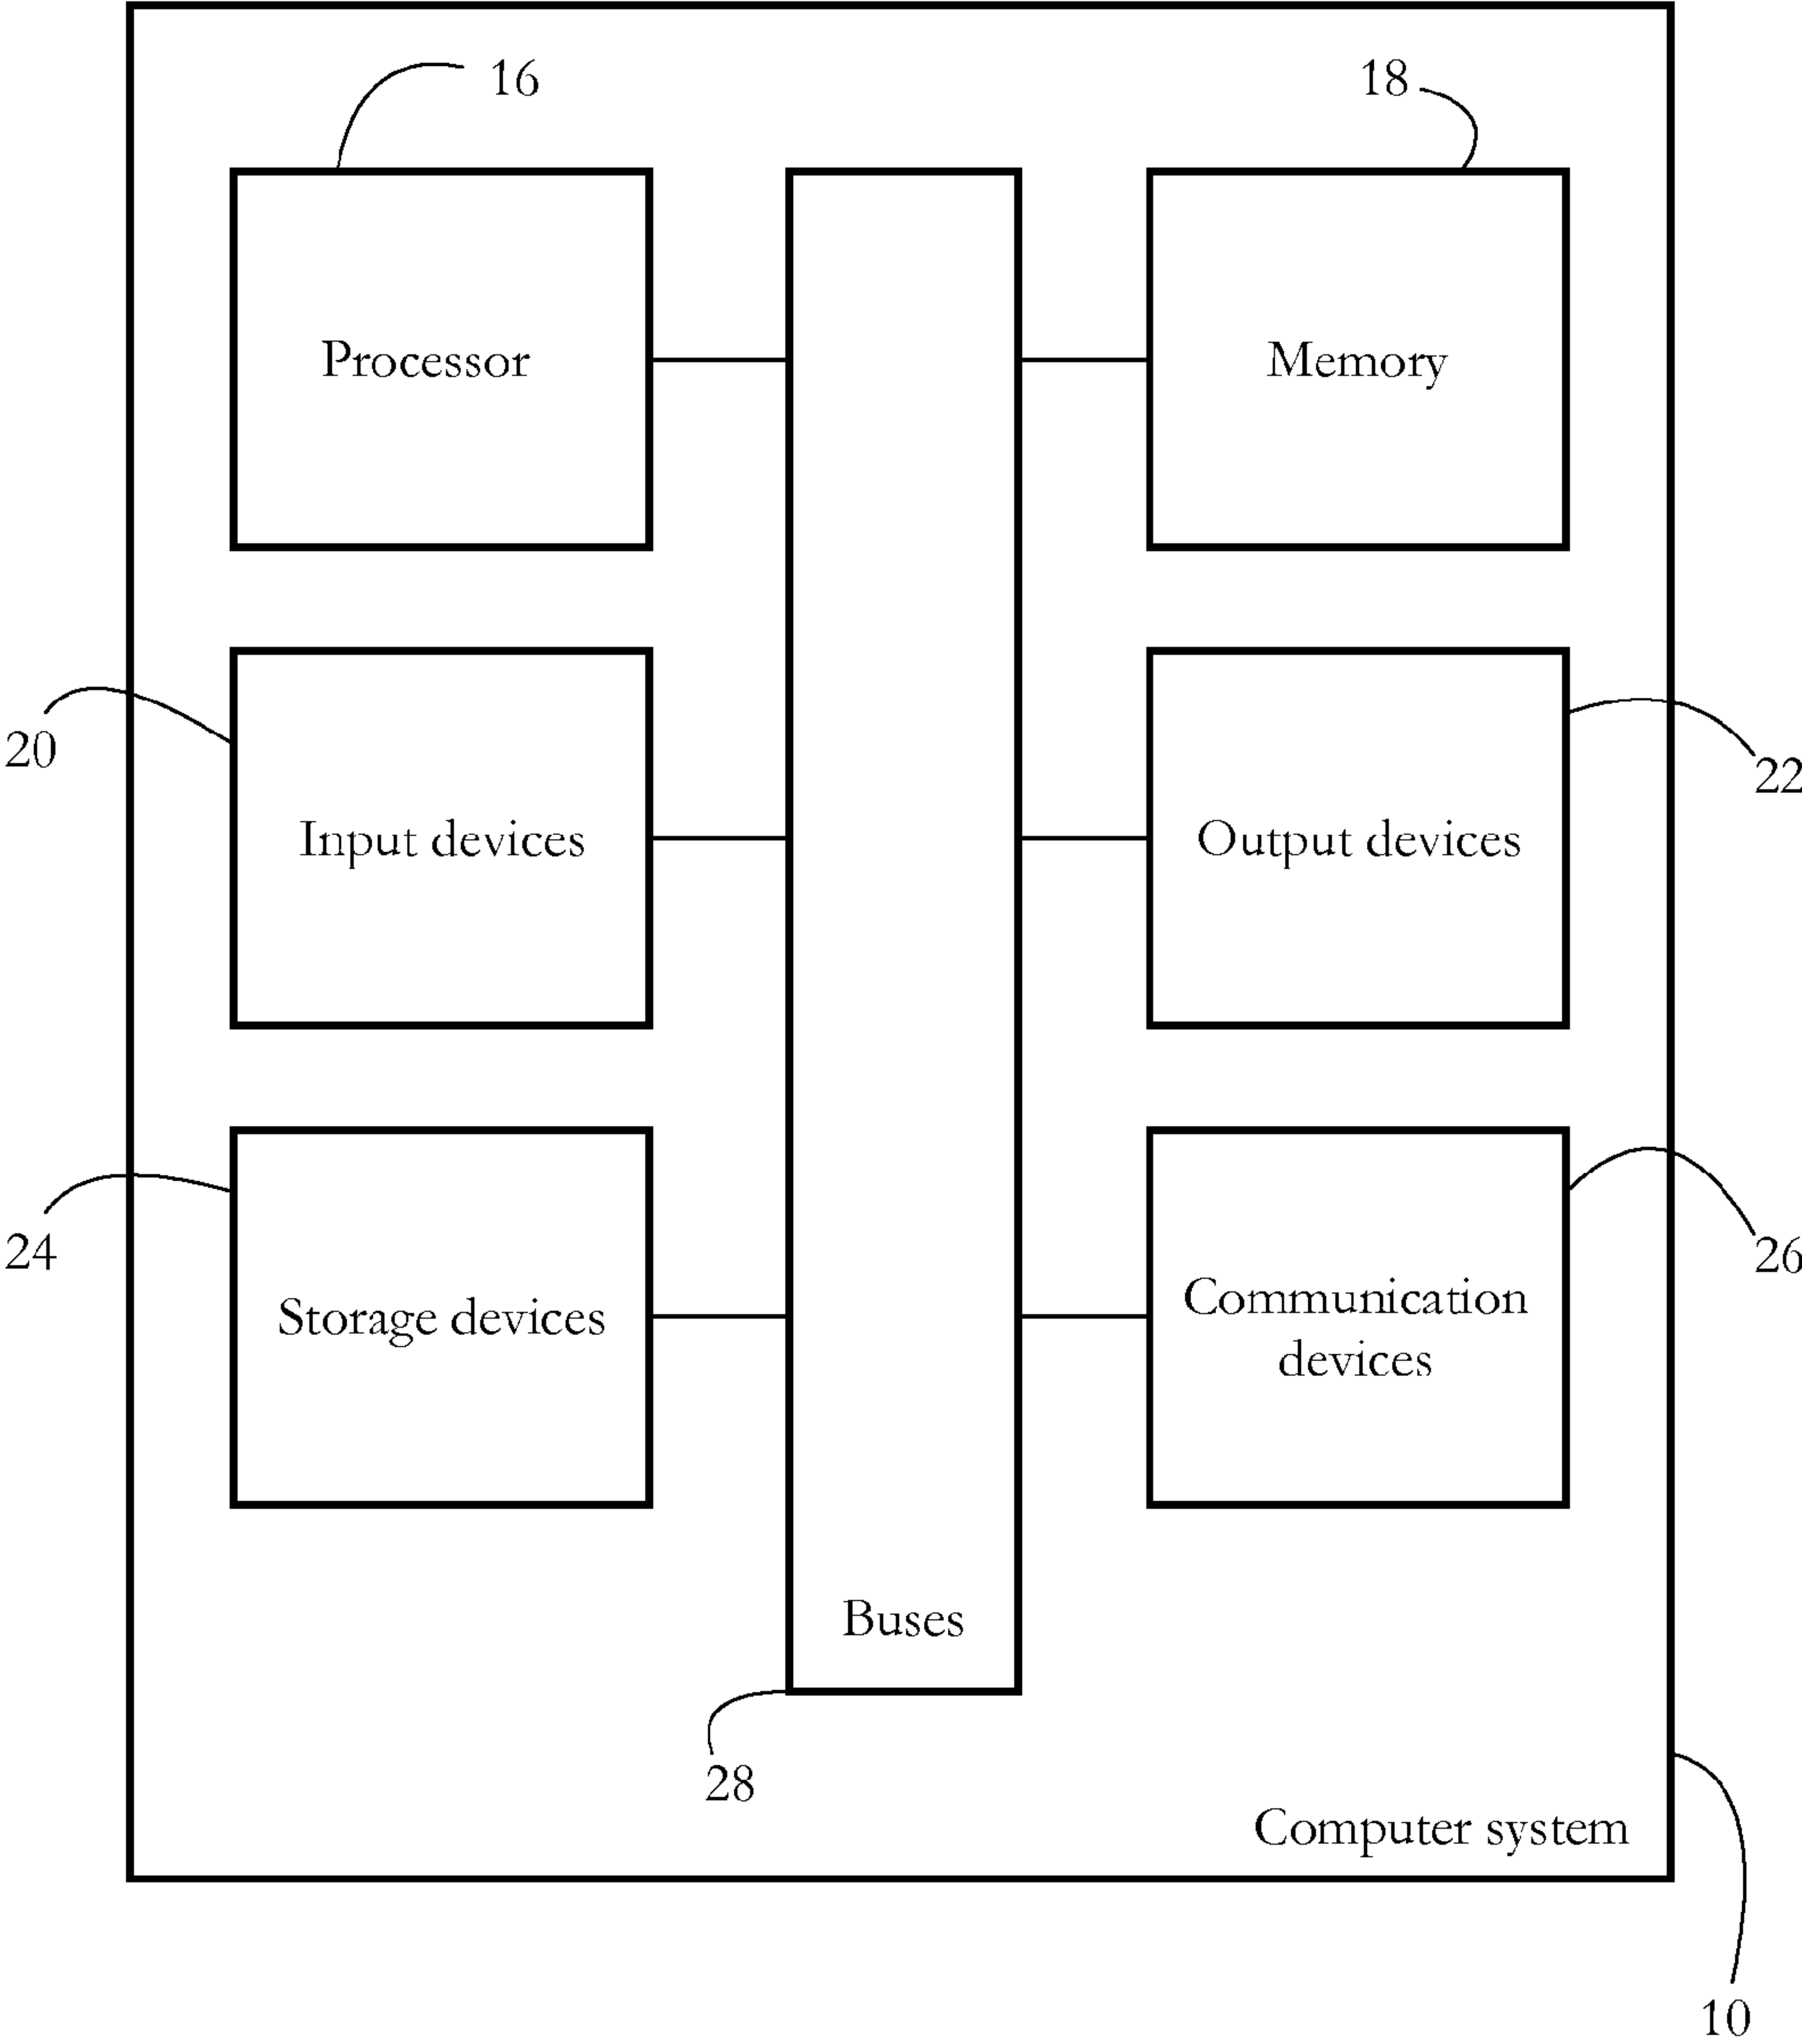 16
18
Processor
Memory
20
22
Input devices
Output devices
24
26
Storage devices
Communication
devices
Buses
28
Computer system
10